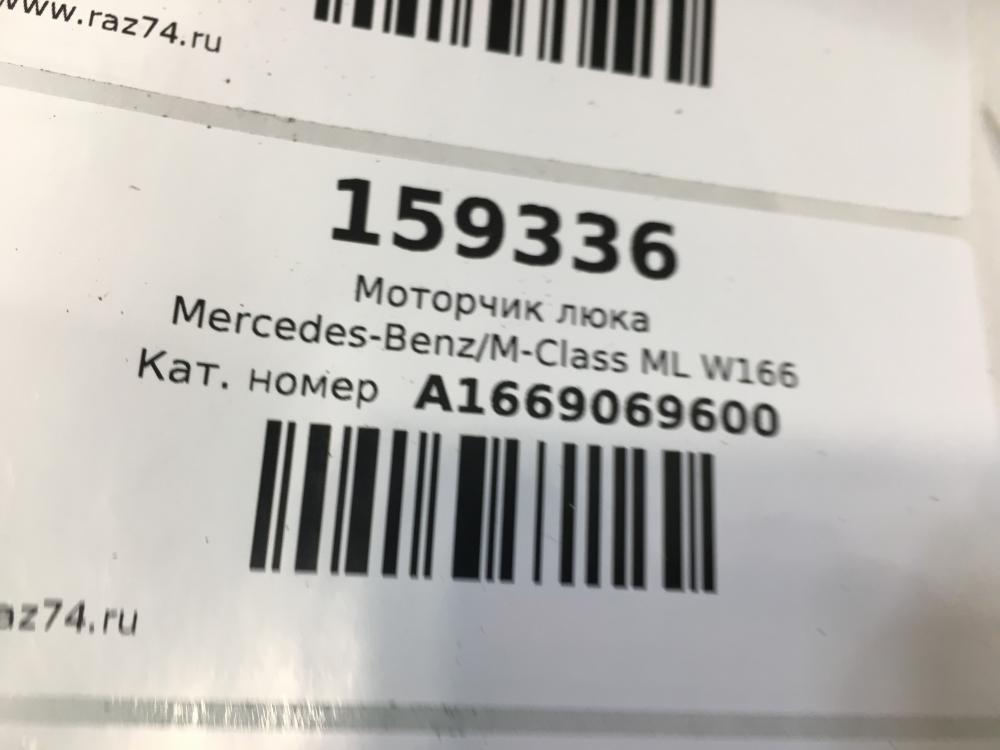 www.raz74.ru
159336
Моторчик люка
Mercedes-Benz/M-Class ML W166
Кат. номер A1669069600
az74.ru